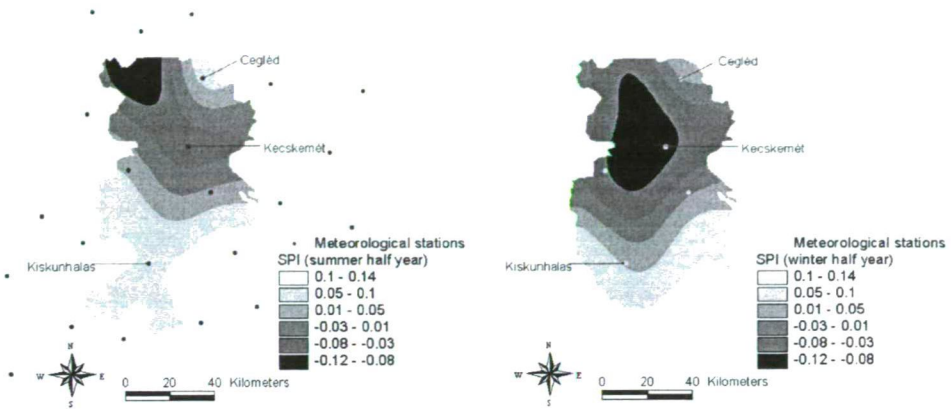 Cegléd
Kecskemét
Kiskunhalas
Meteorological stations
SPI (summer half year)
0.1 - 0.14
0.05 - 0.1
0.01 - 0.05
-0.03 - 0.01
-0.08 - -0.03
-0.12 - -0.08
N
W
E
S
0 20 40 Kilometers
Cegléd
Kecskemét
Kiskunhalas
Meteorological stations
SPI (winter half year)
0.1 - 0.14
0.05 - 0.1
0.01 - 0.05
-0.03 - 0.01
-0.08 - -0.03
-0.12 - -0.08
N
W
E
S
0 20 40 Kilometers